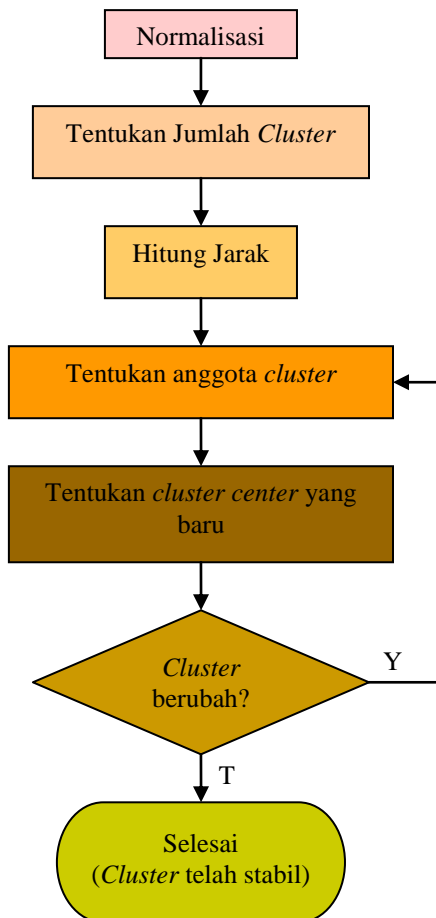 Normalisasi
Tentukan Jumlah Cluster
Hitung Jarak
Tentukan anggota cluster
Tentukan cluster center yang
baru
Cluster
berubah?
Y
T
Selesai
(Cluster telah stabil)